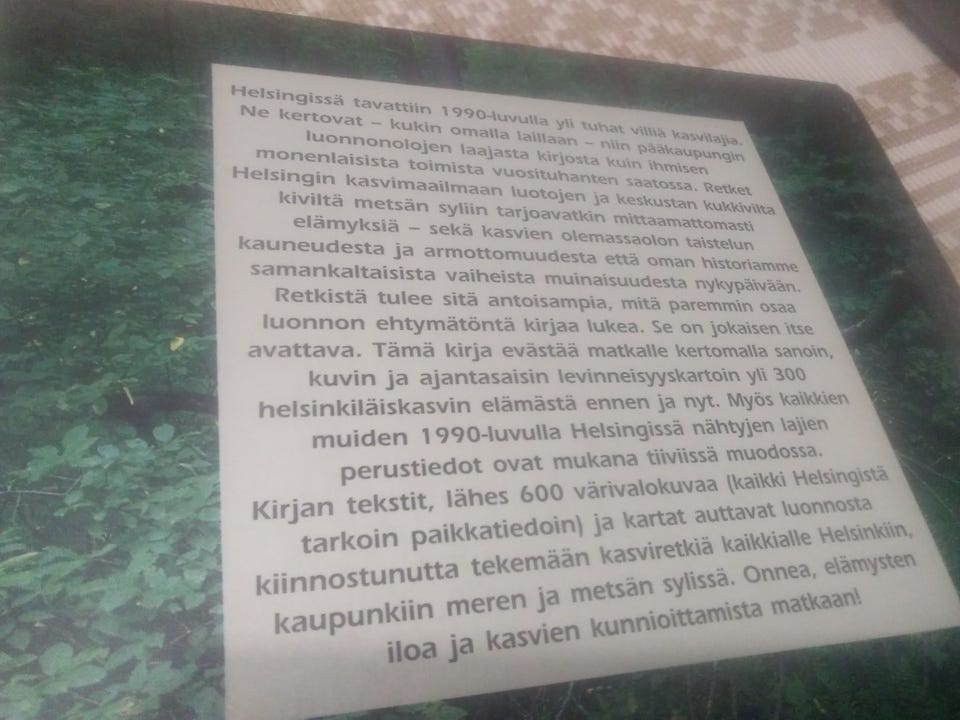 Helsingissä tavattiin 1990-luvulla yli tuhat villiä kasvilajia.
Ne kertovat – kukin omalla laillaan – niin pääkaupungin
luonnonolojen laajasta kirjosta kuin ihmisen
monenlaisista toimista vuosituhanten saatossa. Retket
Helsingin kasvimaailmaan luotojen ja keskustan kukkivilta
kiviltä metsän syliin tarjoavatkin mittaamattomasti
elämyksiä – sekä kasvien olemassaolon taistelun
kauneudesta ja armottomuudesta että oman historiamme
samankaltaisista vaiheista muinaisuudesta nykypäivään.
Retkistä tulee sitä antoisampia, mitä paremmin osaa
luonnon ehtymätöntä kirjaa lukea. Se on jokaisen itse
avattava. Tämä kirja evästää matkalle kertomalla sanoin,
kuvin ja ajantasaisin levinneisyyskartoin yli 300
helsinkiläiskasvin elämästä ennen ja nyt. Myös kaikkien
muiden 1990-luvulla Helsingissä nähtyjen lajien
perustiedot ovat mukana tiiviissä muodossa.
Kirjan tekstit, lähes 600 värivalokuvaa (kaikki Helsingistä
tarkoin paikkatiedoin) ja kartat auttavat luonnosta
kiinnostunutta tekemään kasviretkiä kaikkialle Helsinkiin,
kaupunkiin meren ja metsän sylissä. Onnea, elämysten
iloa ja kasvien kunnioittamista matkaan!